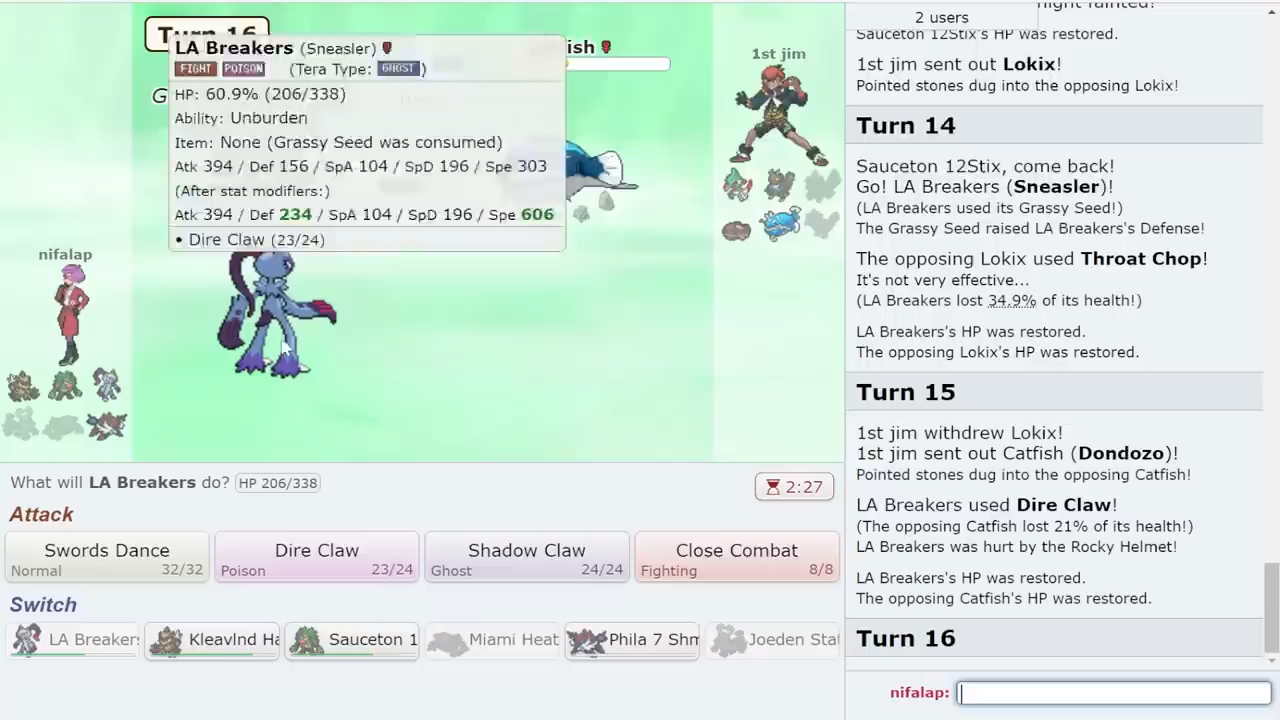 Turn 16
LA Breakers (Sneasler)
FIGHT POISON (Tera Type: GHOST)
HP: 60.9% (206/338)
Ability: Unburden
Item: None (Grassy Seed was consumed)
Atk 394 / Def 156 / SpA 104 / SpD 196 / Spe 303
(After stat modifiers:)
Atk 394 / Def 234 / SpA 104 / SpD 196 / Spe 606
• Dire Claw (23/24)
ish
G
1st jim
nifalap
What will LA Breakers do? HP 206/338
2:27
Attack
Swords Dance
Normal 32/32
Dire Claw
Poison 23/24
Shadow Claw
Ghost 24/24
Close Combat
Fighting 8/8
Switch
LA Breakers
Kleavlnd Ha
Sauceton 1
Miami Heat
Phila 7 Shm
Joeden Sta
2 users
Sauceton 12Stix's HP was restored.
1st jim sent out Lokix!
Pointed stones dug into the opposing Lokix!
Turn 14
Sauceton 12Stix, come back!
Go! LA Breakers (Sneasler)!
(LA Breakers used its Grassy Seed!)
The Grassy Seed raised LA Breakers's Defense!
The opposing Lokix used Throat Chop!
It's not very effective...
(LA Breakers lost 34.9% of its health!)
LA Breakers's HP was restored.
The opposing Lokix's HP was restored.
Turn 15
1st jim withdrew Lokix!
1st jim sent out Catfish (Dondozo)!
Pointed stones dug into the opposing Catfish!
LA Breakers used Dire Claw!
(The opposing Catfish lost 21% of its health!)
LA Breakers was hurt by the Rocky Helmet!
LA Breakers's HP was restored.
The opposing Catfish's HP was restored.
Turn 16
nifalap: